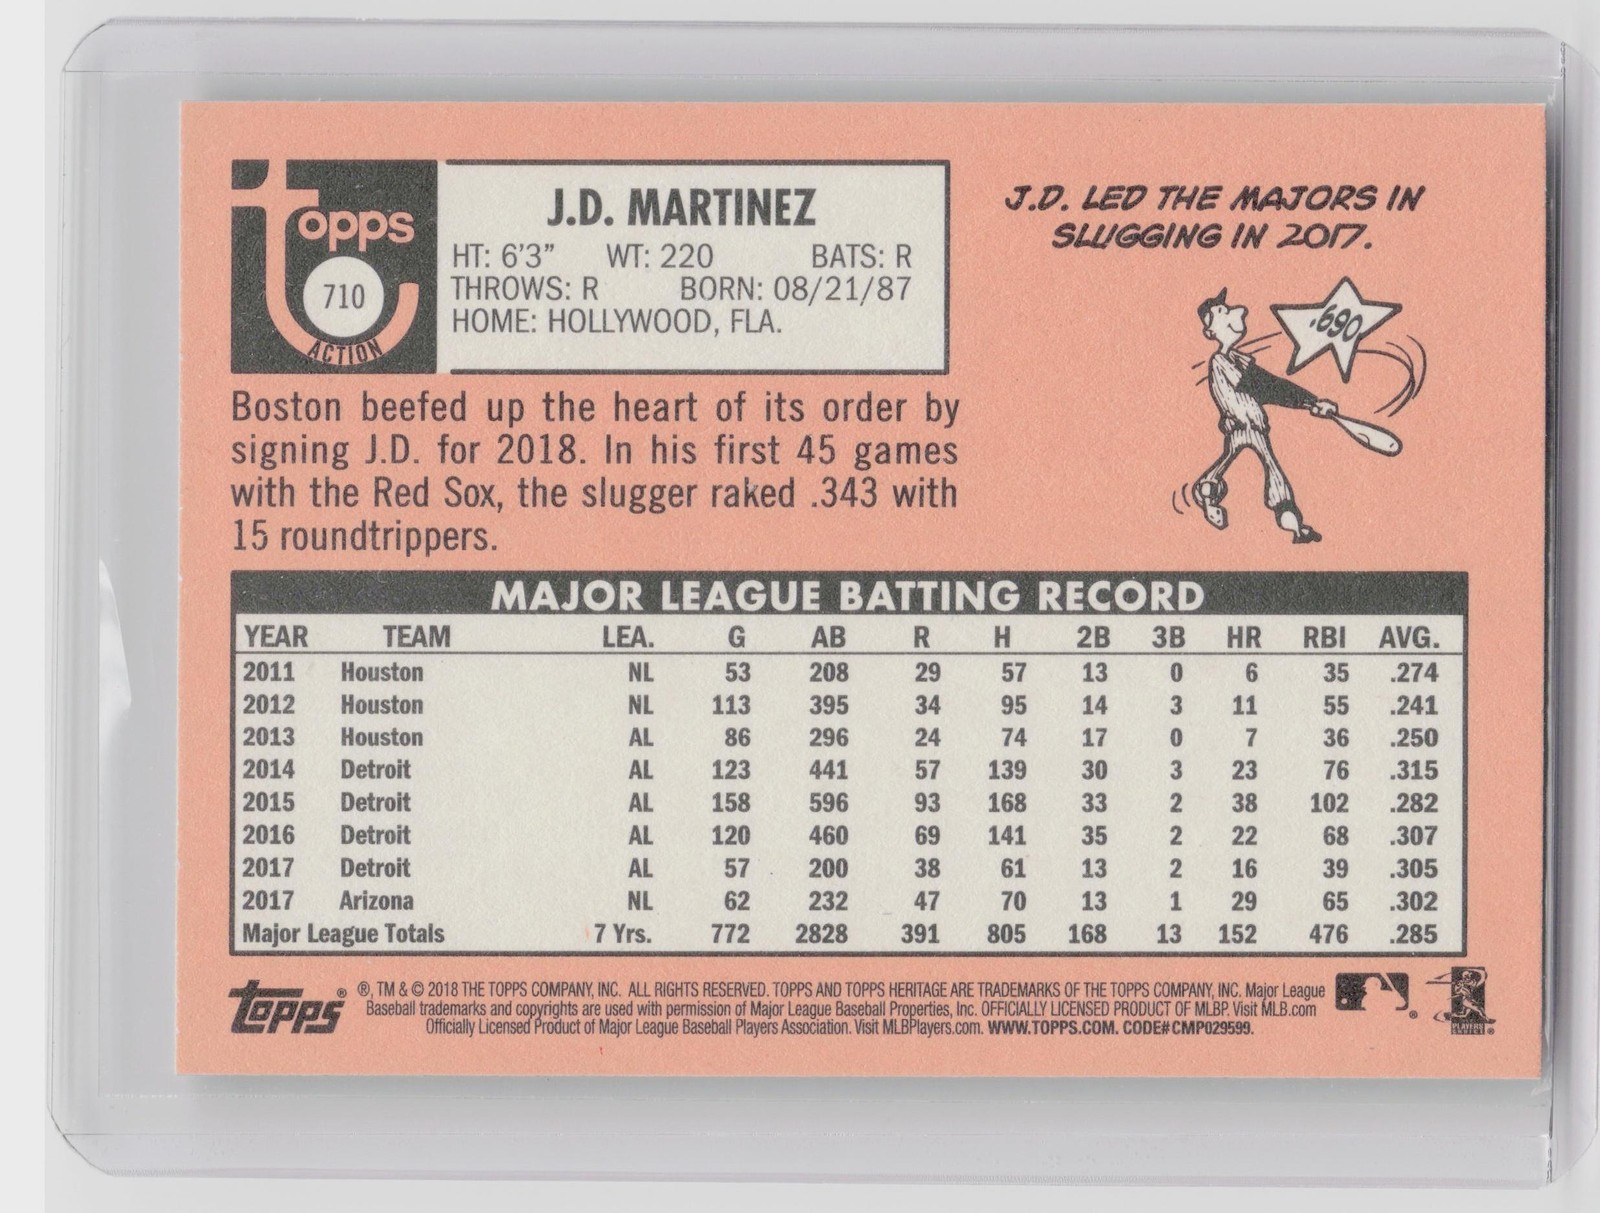 topps
710
ACTION
J.D. MARTINEZ
HT: 6'3" WT: 220 BATS: R
THROWS: R BORN: 08/21/87
HOME: HOLLYWOOD, FLA.
J.D. LED THE MAJORS IN
SLUGGING IN 2017.
.690
Boston beefed up the heart of its order by
signing J.D. for 2018. In his first 45 games
with the Red Sox, the slugger raked .343 with
15 roundtrippers.
MAJOR LEAGUE BATTING RECORD
YEAR TEAM LEA. G AB R H 2B 3B HR RBI AVG.
2011 Houston NL 53 208 29 57 13 0 6 35 .274
2012 Houston NL 113 395 34 95 14 3 11 55 .241
2013 Houston AL 86 296 24 74 17 0 7 36 .250
2014 Detroit AL 123 441 57 139 30 3 23 76 .315
2015 Detroit AL 158 596 93 168 33 2 38 102 .282
2016 Detroit AL 120 460 69 141 35 2 22 68 .307
2017 Detroit AL 57 200 38 61 13 2 16 39 .305
2017 Arizona NL 62 232 47 70 13 1 29 65 .302
Major League Totals 7 Yrs. 772 2828 391 805 168 13 152 476 .285
topps ®, TM & © 2018 THE TOPPS COMPANY, INC. ALL RIGHTS RESERVED. TOPPS AND TOPPS HERITAGE ARE TRADEMARKS OF THE TOPPS COMPANY, INC. Major League
Baseball trademarks and copyrights are used with permission of Major League Baseball Properties, Inc. OFFICIALLY LICENSED PRODUCT OF MLBP. Visit MLB.com
Officially Licensed Product of Major League Baseball Players Association. Visit MLBPlayers.com. WWW.TOPPS.COM. CODE#CMP029599.
PLAYERS CHOICE